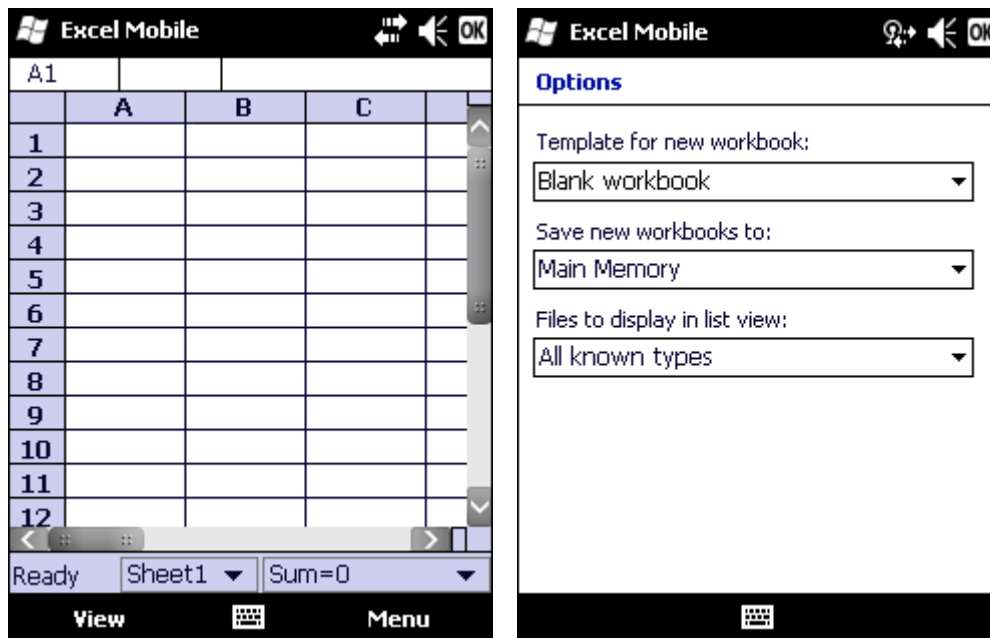 Excel Mobile OK
A1
A B C
1
2
3
4
5
6
7
8
9
10
11
12
Ready Sheet1 Sum=0
View Menu
Excel Mobile OK
Options
Template for new workbook:
Blank workbook
Save new workbooks to:
Main Memory
Files to display in list view:
All known types